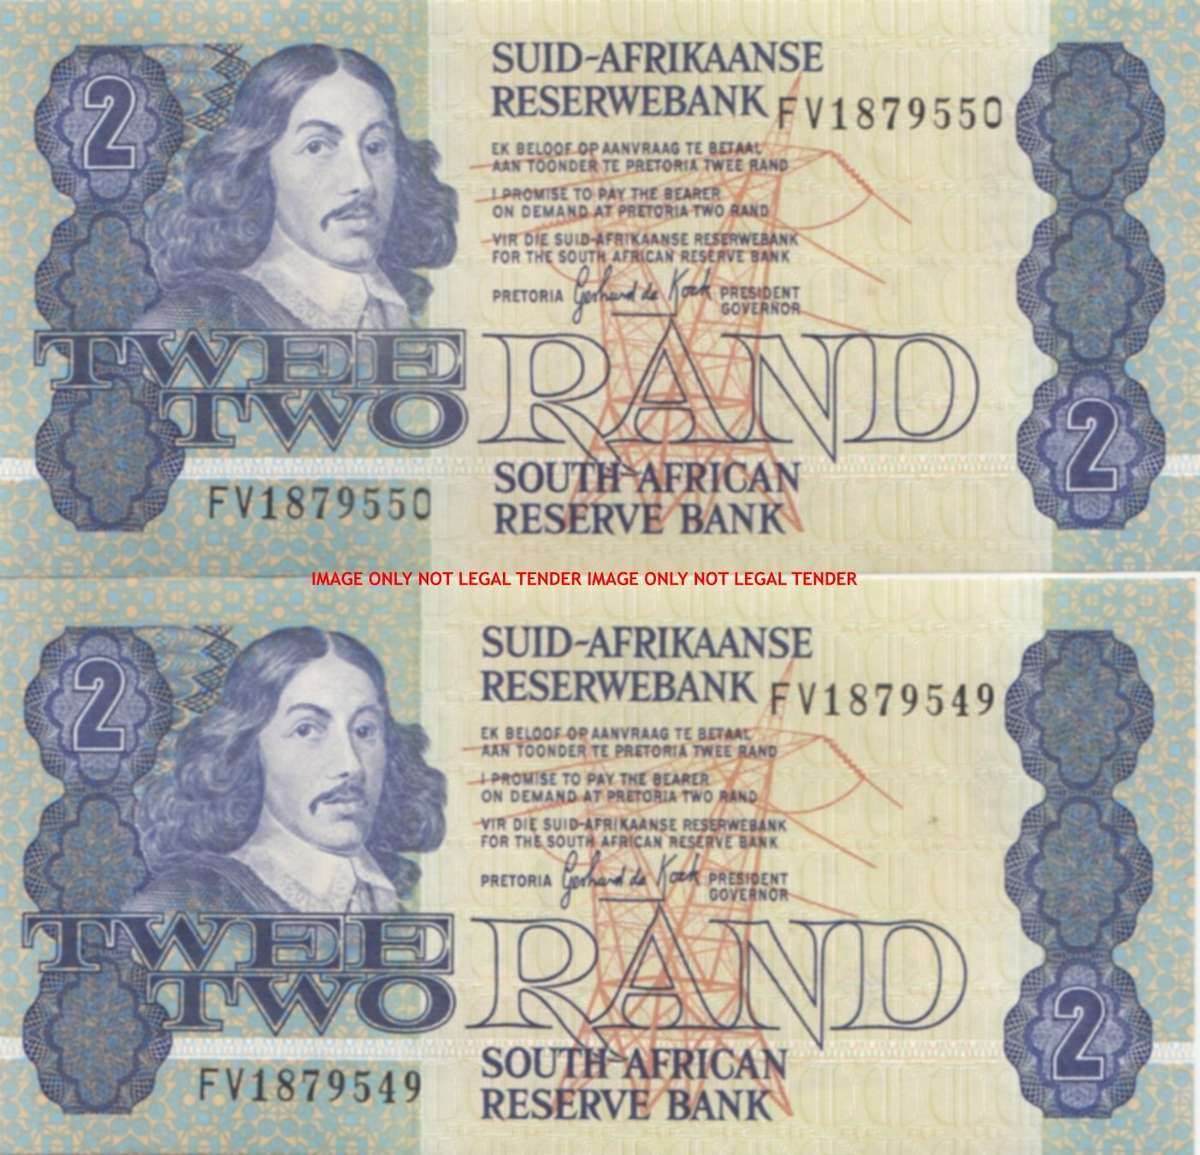 2
SUID-AFRIKAANSE
RESERWEBANK
FV1879550
EK BELOOF OP AANVRAAG TE BETAAL
AAN TOONDER TE PRETORIA TWEE RAND
I PROMISE TO PAY THE BEARER
ON DEMAND AT PRETORIA TWO RAND
VIR DIE SUID-AFRIKAANSE RESERWEBANK
FOR THE SOUTH AFRICAN RESERVE BANK
PRETORIA Gerhard de Kock PRESIDENT
GOVERNOR
TWEE
TWO
RAND
2
SOUTH-AFRICAN
RESERVE BANK
FV1879550
IMAGE ONLY NOT LEGAL TENDER IMAGE ONLY NOT LEGAL TENDER
2
SUID-AFRIKAANSE
RESERWEBANK
FV1879549
EK BELOOF OP AANVRAAG TE BETAAL
AAN TOONDER TE PRETORIA TWEE RAND
I PROMISE TO PAY THE BEARER
ON DEMAND AT PRETORIA TWO RAND
VIR DIE SUID-AFRIKAANSE RESERWEBANK
FOR THE SOUTH AFRICAN RESERVE BANK
PRETORIA Gerhard de Kock PRESIDENT
GOVERNOR
TWEE
TWO
RAND
2
SOUTH-AFRICAN
RESERVE BANK
FV1879549